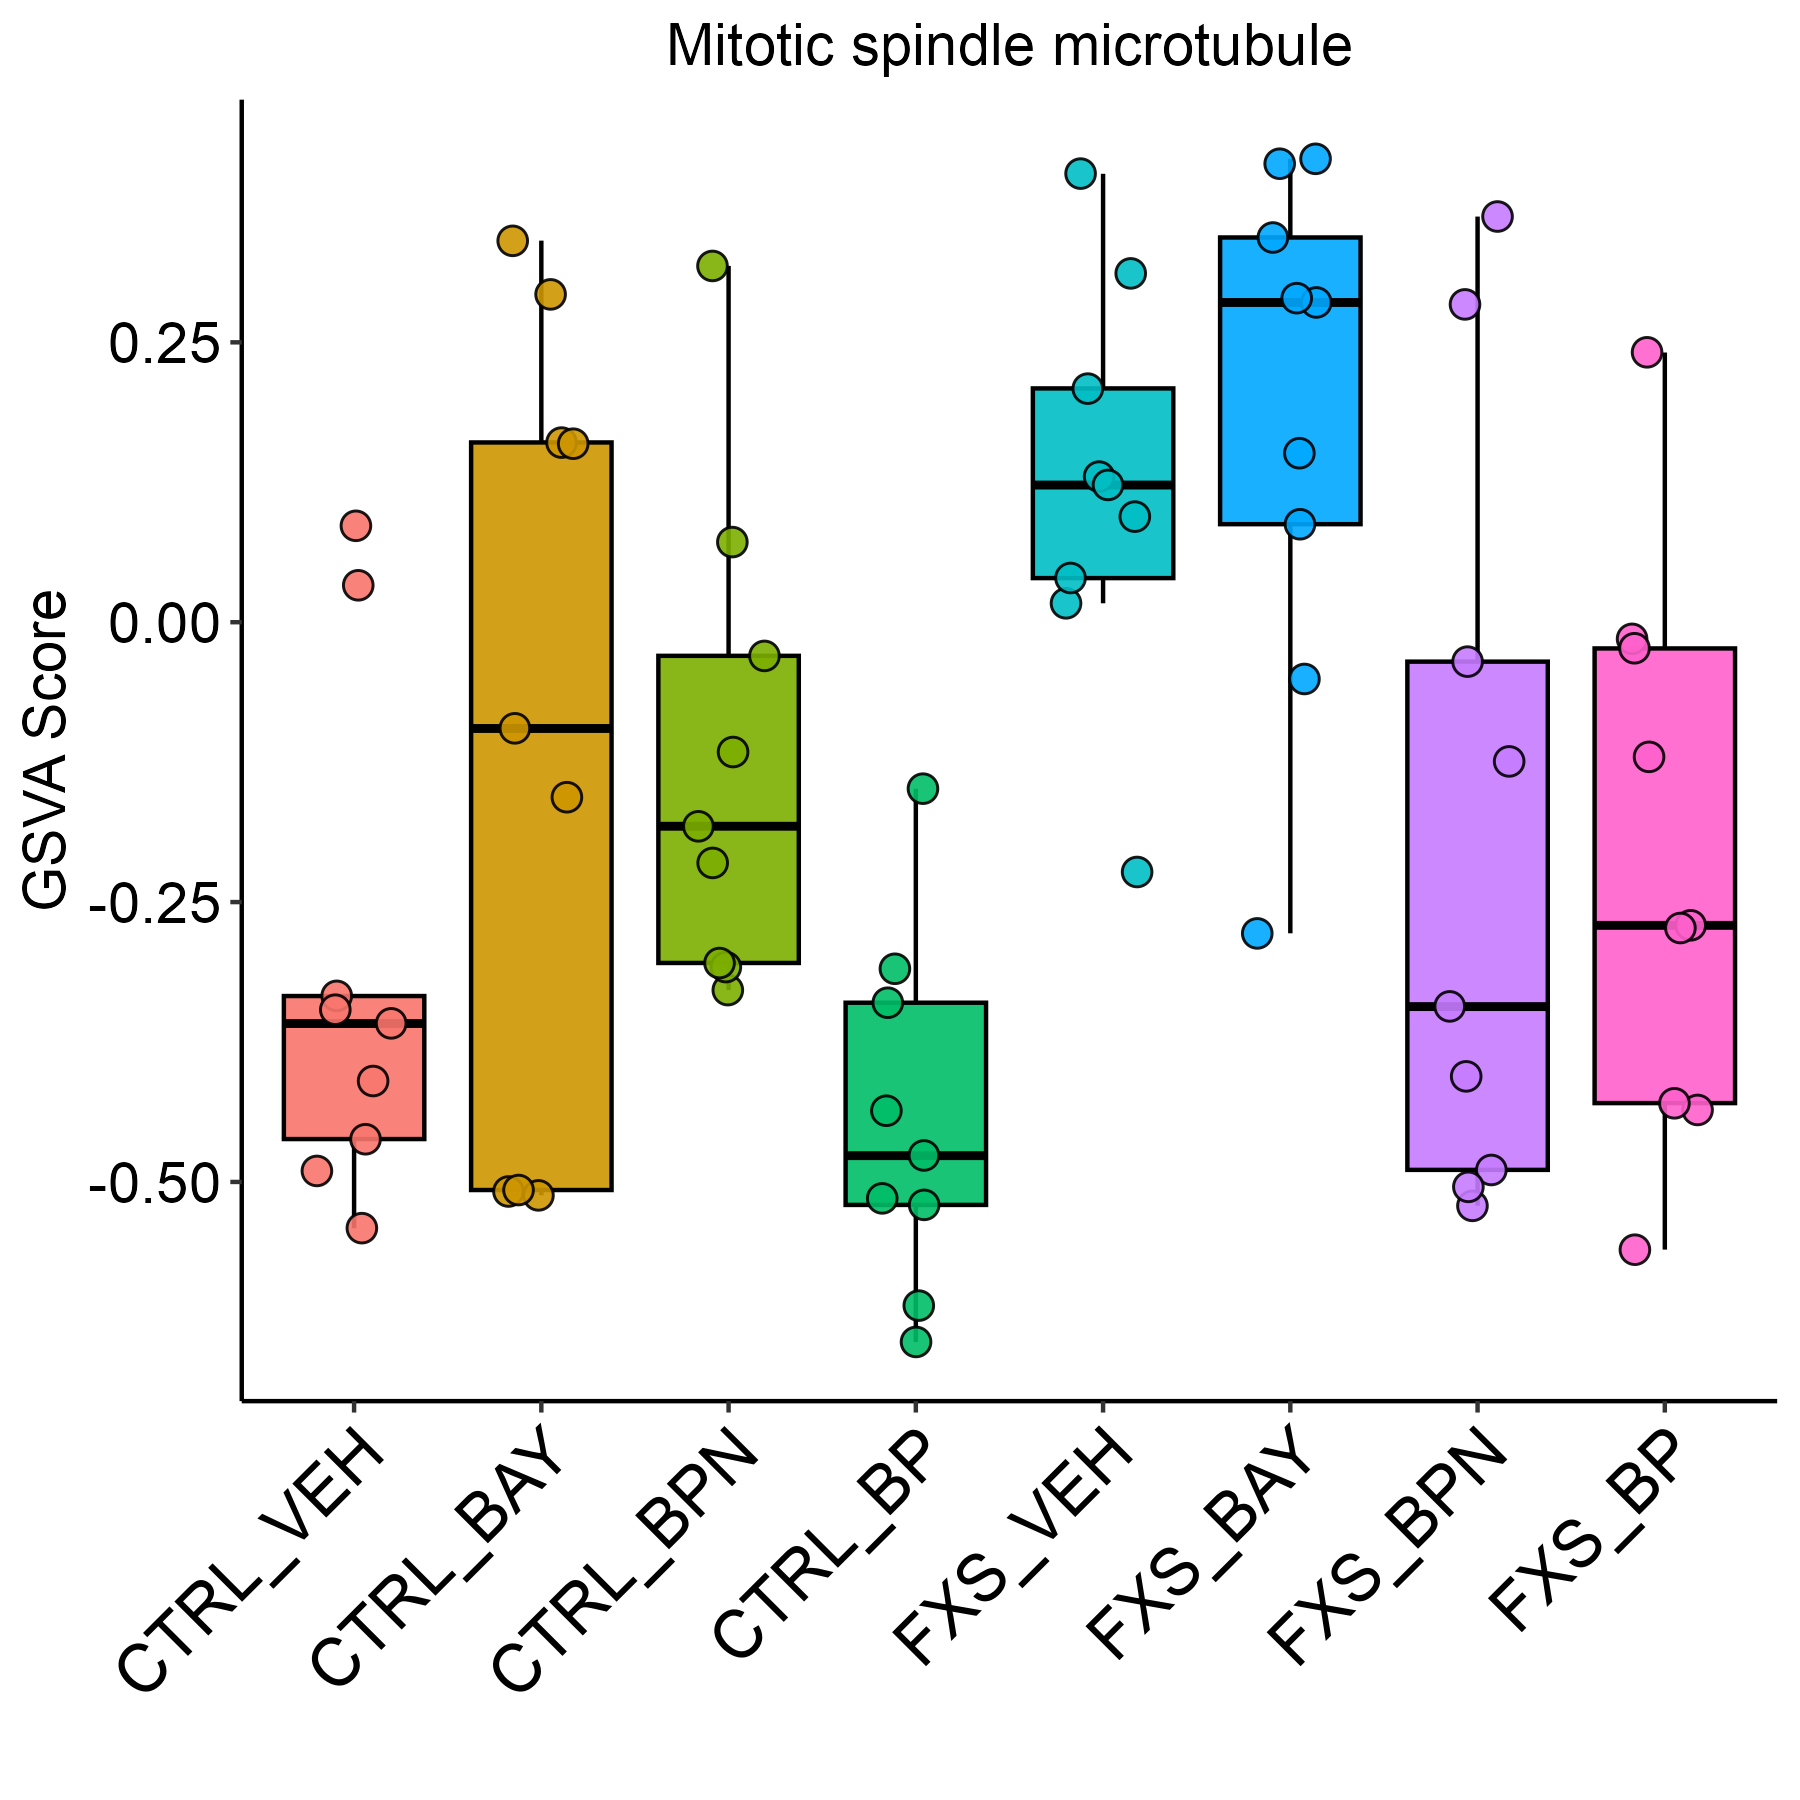 Mitotic spindle microtubule
GSVA Score
0.25
0.00
-0.25
-0.50
CTRL_VEH
CTRL_BAY
CTRL_BPN
CTRL_BP
FXS_VEH
FXS_BAY
FXS_BPN
FXS_BP